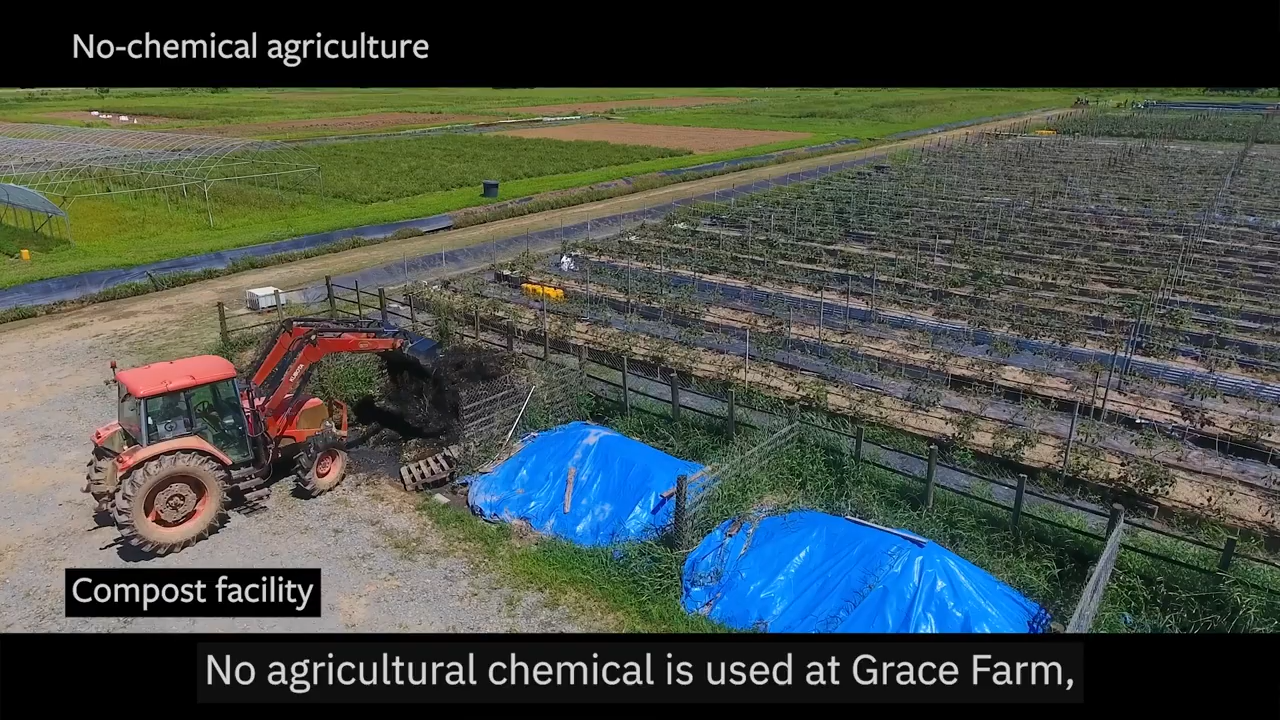 No-chemical agriculture
Compost facility
No agricultural chemical is used at Grace Farm,